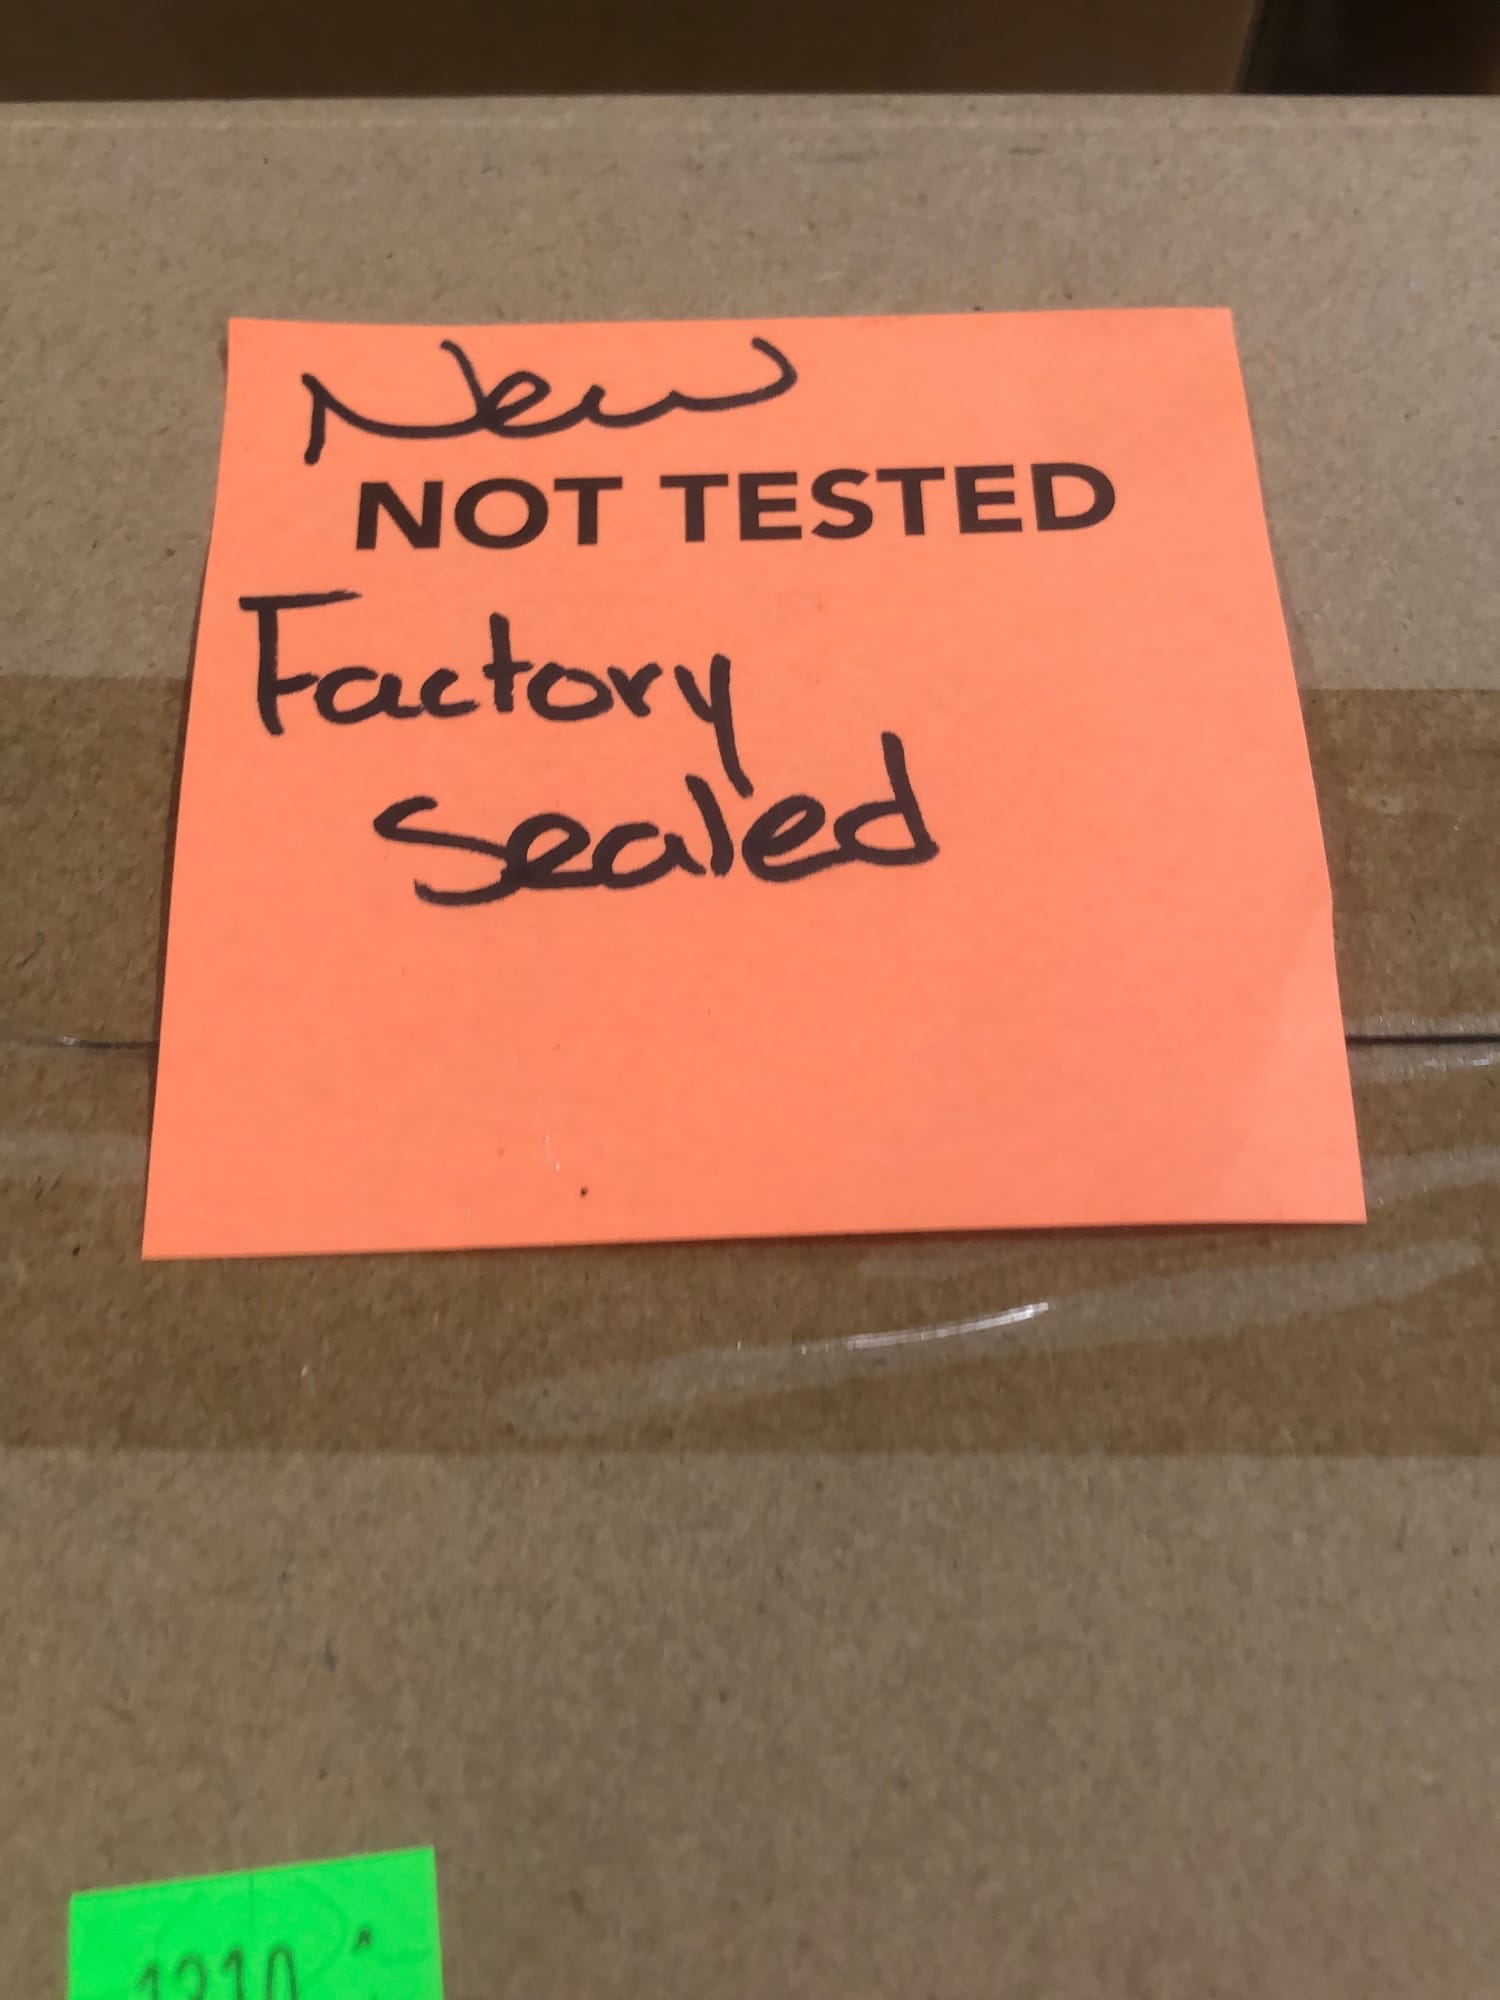 New
NOT TESTED
Factory
sealed